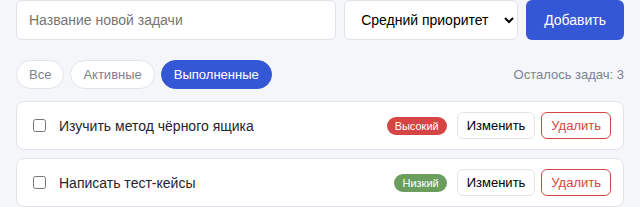 Название новой задачи Средний приоритет Добавить
Все Активные Выполненные Осталось задач: 3
Изучить метод чёрного ящика Высокий Изменить Удалить
Написать тест-кейсы Низкий Изменить Удалить